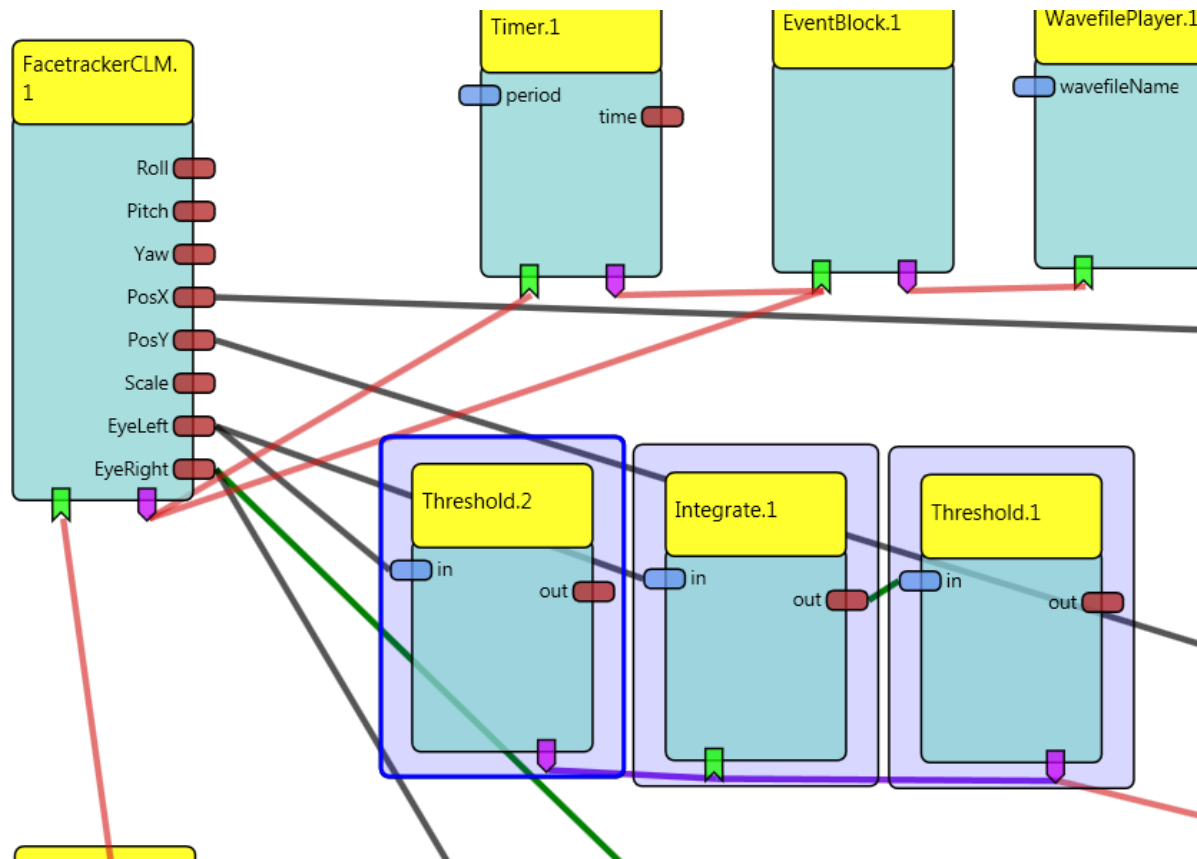 FacetrackerCLM.
1
Roll
Pitch
Yaw
PosX
PosY
Scale
EyeLeft
EyeRight
Timer.1
period
time
EventBlock.1
WavefilePlayer.1
wavefileName
Threshold.2
in
out
Integrate.1
in
out
Threshold.1
in
out